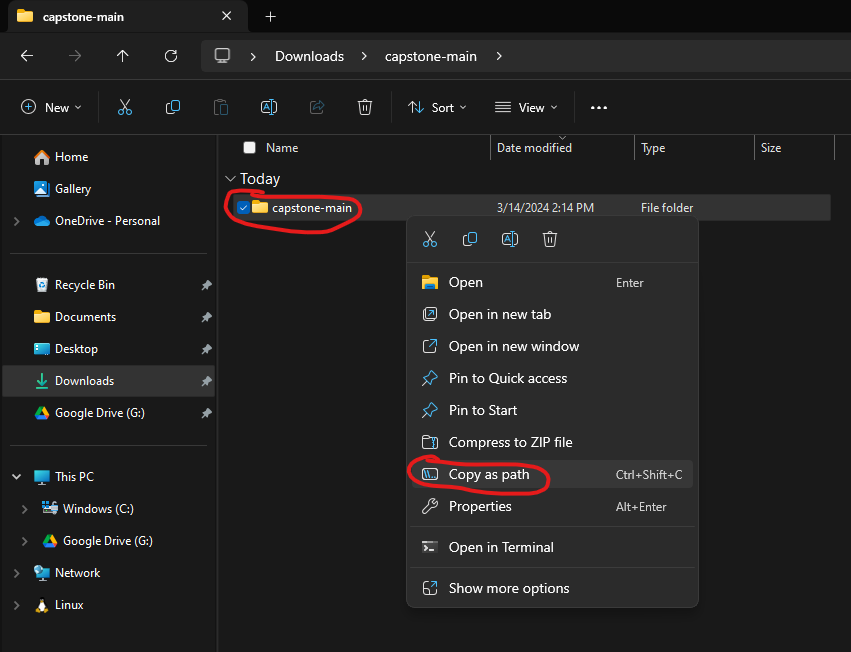 capstone-main
Downloads capstone-main
New Sort View
Name Date modified Type Size
Home
Gallery
OneDrive - Personal
Recycle Bin
Documents
Desktop
Downloads
Google Drive (G:)
This PC
Windows (C:)
Google Drive (G:)
Network
Linux
Today
capstone-main 3/14/2024 2:14 PM File folder
Open Enter
Open in new tab
Open in new window
Pin to Quick access
Pin to Start
Compress to ZIP file
Copy as path Ctrl+Shift+C
Properties Alt+Enter
Open in Terminal
Show more options